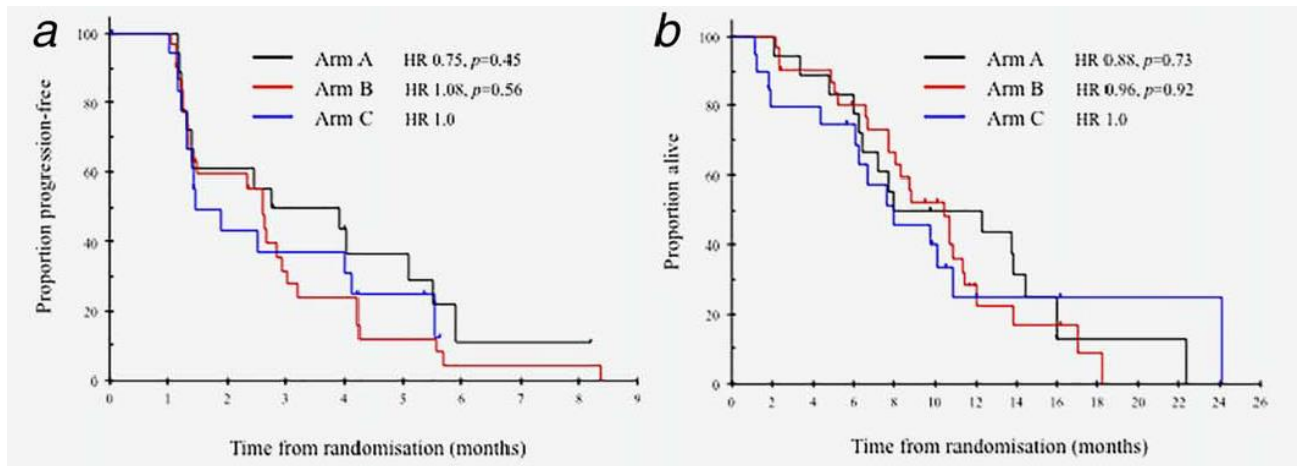 a
Arm A HR 0.75, p=0.45
Arm B HR 1.08, p=0.56
Arm C HR 1.0
Proportion progression-free
100
80
60
40
20
0
0 1 2 3 4 5 6 7 8 9
Time from randomisation (months)
b
Arm A HR 0.88, p=0.73
Arm B HR 0.96, p=0.92
Arm C HR 1.0
Proportion alive
100
80
60
40
20
0
0 2 4 6 8 10 12 14 16 18 20 22 24 26
Time from randomisation (months)